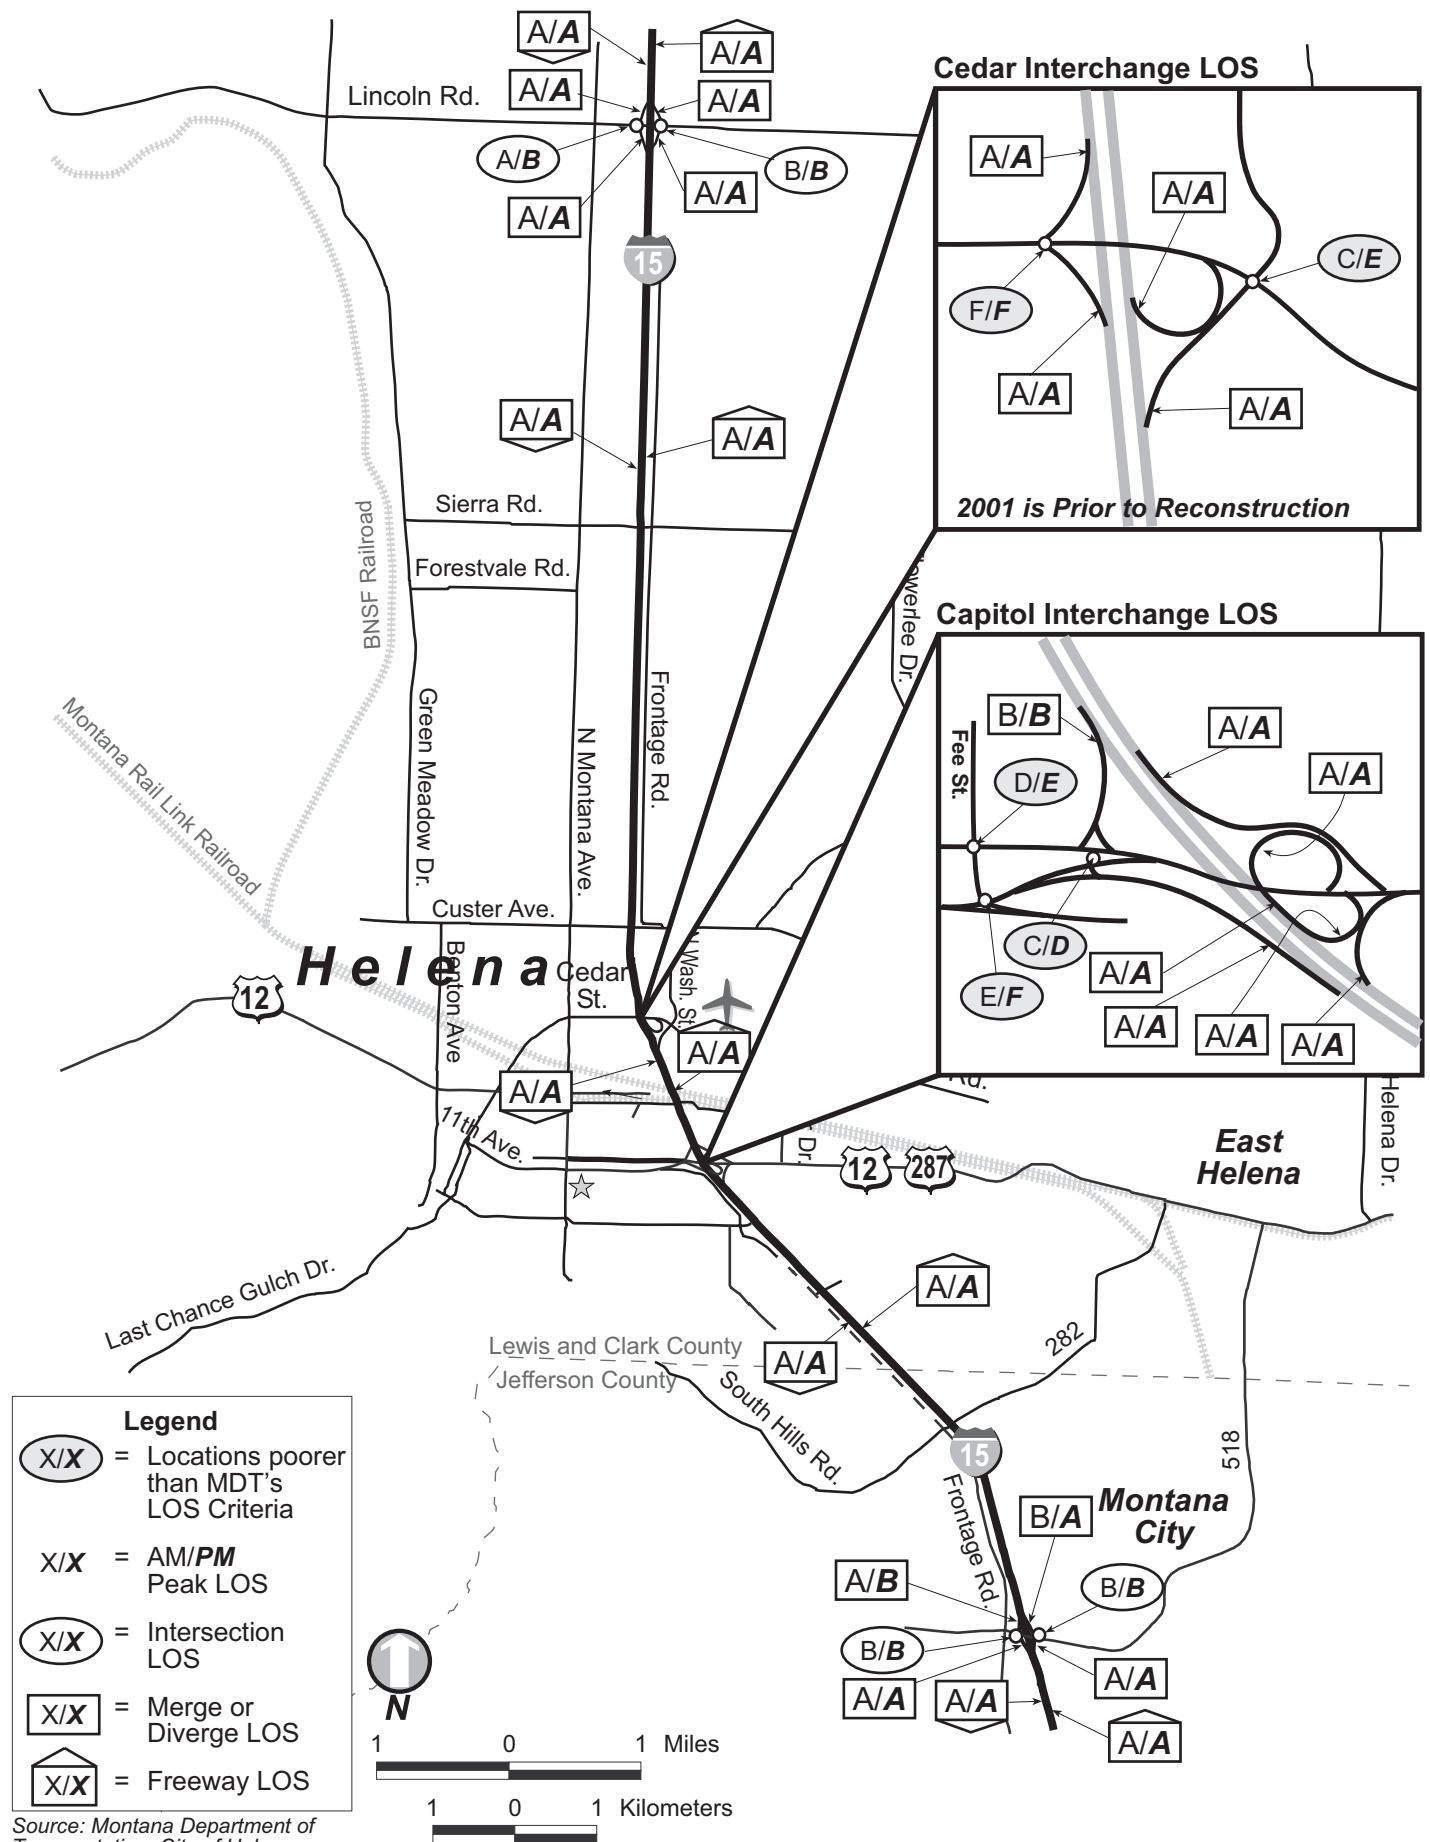 A/A
A/A
A/A
A/A
Lincoln Rd.
A/B
B/B
A/A
A/A
15
Cedar Interchange LOS
A/A
A/A
C/E
F/F
A/A
A/A
2001 is Prior to Reconstruction
A/A
A/A
Sierra Rd.
BNSF Railroad
Forestvale Rd.
Capitol Interchange LOS
B/B
A/A
Fee St.
D/E
A/A
C/D
A/A
E/F
A/A
A/A
A/A
Dr.
Montana Rail Link Railroad
Green Meadow Dr.
N Montana Ave.
Frontage Rd.
Custer Ave.
Helena
Benton Ave
Cedar
St.
N Wash. St.
12
A/A
A/A
Rd.
11th Ave.
Dr.
12
287
East
Helena
Helena Dr.
Last Chance Gulch Dr.
A/A
A/A
Lewis and Clark County
Jefferson County
South Hills Rd.
282
518
15
Frontage Rd.
Montana
City
B/A
A/B
B/B
B/B
A/A
A/A
A/A
A/A
Legend
X/X = Locations poorer
than MDT's
LOS Criteria
X/X = AM/PM
Peak LOS
X/X = Intersection
LOS
X/X = Merge or
Diverge LOS
X/X = Freeway LOS
N
1 0 1 Miles
1 0 1 Kilometers
Source: Montana Department of